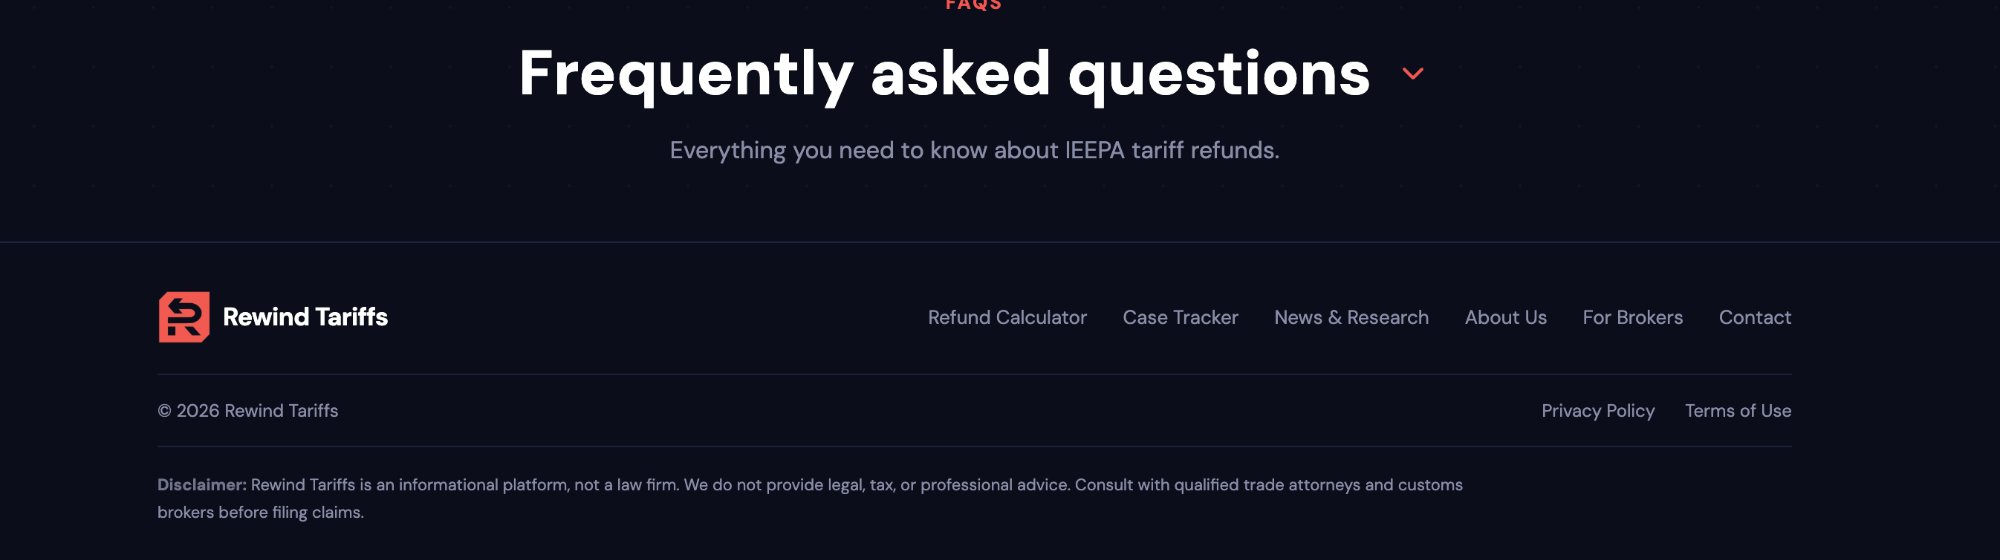 FAQS
Frequently asked questions
Everything you need to know about IEEPA tariff refunds.
Rewind Tariffs
Refund Calculator Case Tracker News & Research About Us For Brokers Contact
© 2026 Rewind Tariffs
Privacy Policy Terms of Use
Disclaimer: Rewind Tariffs is an informational platform, not a law firm. We do not provide legal, tax, or professional advice. Consult with qualified trade attorneys and customs
brokers before filing claims.